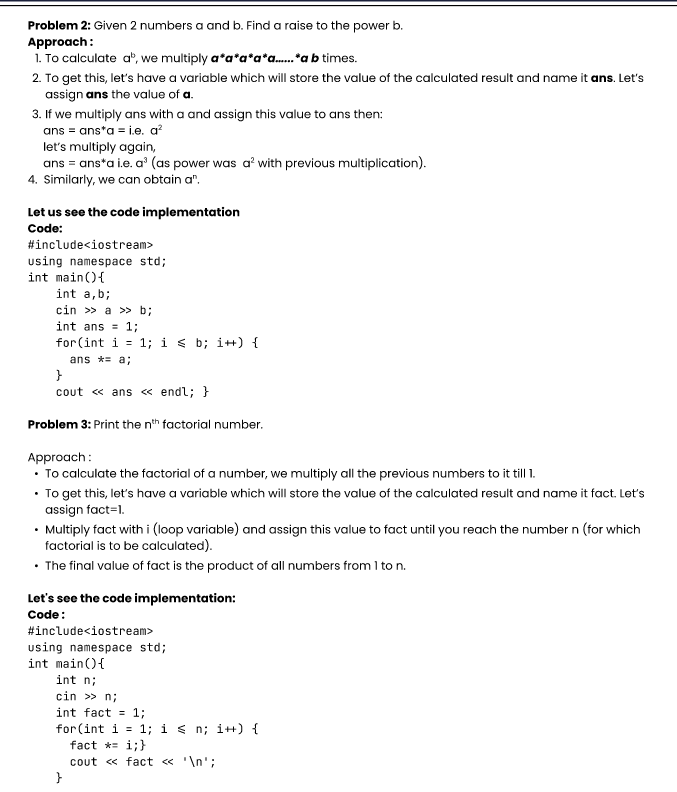 Problem 2: Given 2 numbers a and b. Find a raise to the power b.
Approach :
1. To calculate aᵇ, we multiply a*a*a*a*a......*a b times.
2. To get this, let's have a variable which will store the value of the calculated result and name it ans. Let's
assign ans the value of a.
3. If we multiply ans with a and assign this value to ans then:
ans = ans*a = i.e. a²
let's multiply again,
ans = ans*a i.e. a³ (as power was a² with previous multiplication).
4. Similarly, we can obtain aⁿ.
Let us see the code implementation
Code:
#include<iostream>
using namespace std;
int main(){
    int a,b;
    cin >> a >> b;
    int ans = 1;
    for(int i = 1; i ≤ b; i++) {
      ans *= a;
    }
    cout << ans << endl; }
Problem 3: Print the nᵗʰ factorial number.
Approach :
• To calculate the factorial of a number, we multiply all the previous numbers to it till 1.
• To get this, let's have a variable which will store the value of the calculated result and name it fact. Let's
assign fact=1.
• Multiply fact with i (loop variable) and assign this value to fact until you reach the number n (for which
factorial is to be calculated).
• The final value of fact is the product of all numbers from 1 to n.
Let's see the code implementation:
Code :
#include<iostream>
using namespace std;
int main(){
    int n;
    cin >> n;
    int fact = 1;
    for(int i = 1; i ≤ n; i++) {
      fact *= i;}
      cout << fact << '\n';
    }